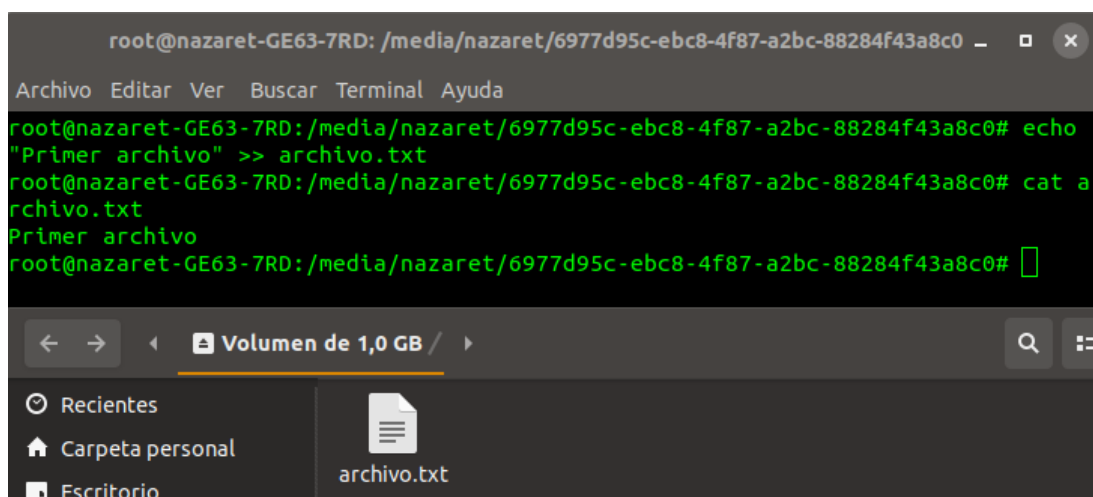 root@nazaret-GE63-7RD: /media/nazaret/6977d95c-ebc8-4f87-a2bc-88284f43a8c0
Archivo Editar Ver Buscar Terminal Ayuda
root@nazaret-GE63-7RD:/media/nazaret/6977d95c-ebc8-4f87-a2bc-88284f43a8c0# echo
"Primer archivo" >> archivo.txt
root@nazaret-GE63-7RD:/media/nazaret/6977d95c-ebc8-4f87-a2bc-88284f43a8c0# cat a
rchivo.txt
Primer archivo
root@nazaret-GE63-7RD:/media/nazaret/6977d95c-ebc8-4f87-a2bc-88284f43a8c0#
Volumen de 1,0 GB /
Recientes
Carpeta personal
Escritorio
archivo.txt